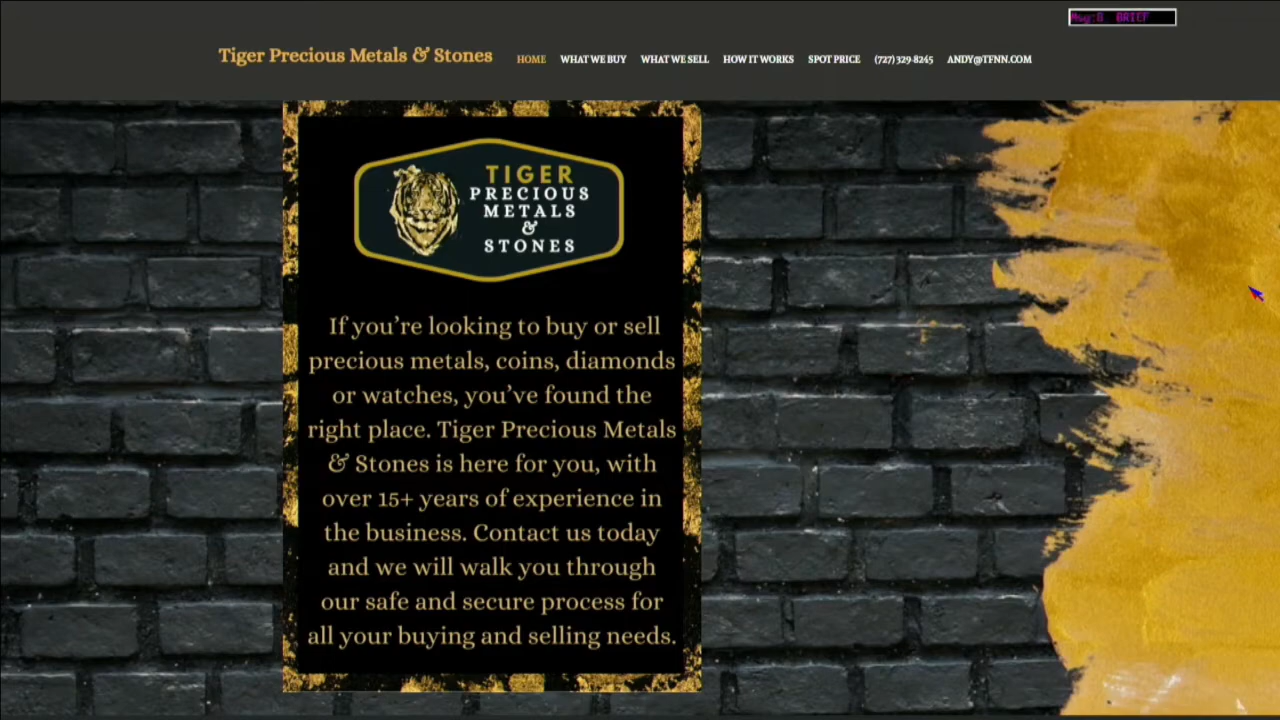 Msg:0 BRIEF
Tiger Precious Metals & Stones
HOME WHAT WE BUY WHAT WE SELL HOW IT WORKS SPOT PRICE (727) 329-8245 ANDY@TFNN.COM
TIGER
PRECIOUS
METALS
&
STONES
If you're looking to buy or sell
precious metals, coins, diamonds
or watches, you've found the
right place. Tiger Precious Metals
& Stones is here for you, with
over 15+ years of experience in
the business. Contact us today
and we will walk you through
our safe and secure process for
all your buying and selling needs.